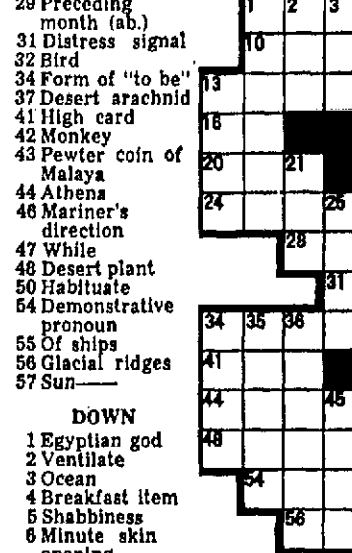 29 Preceding
month (ab.)
31 Distress signal
32 Bird
34 Form of "to be"
37 Desert arachnid
41 High card
42 Monkey
43 Pewter coin of
Malaya
44 Athena
46 Mariner's
direction
47 While
48 Desert plant
50 Habituate
54 Demonstrative
pronoun
55 Of ships
56 Glacial ridges
57 Sun——
DOWN
1 Egyptian god
2 Ventilate
3 Ocean
4 Breakfast item
5 Shabbiness
6 Minute skin
opening
1 2 3
10
13
16
20 21
24 25
28
31
34 35 36
41
44 45
48
54
56